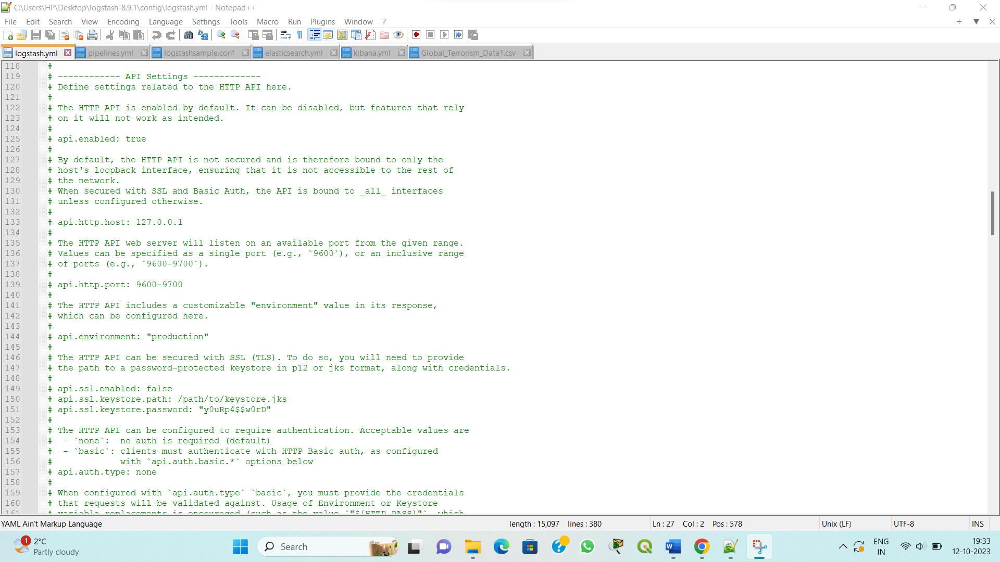 C:\Users\HP\Desktop\logstash-8.9.1\config\logstash.yml - Notepad++
File Edit Search View Encoding Language Settings Tools Macro Run Plugins Window ?
logstash.yml pipelines.yml logstashsample.conf elasticsearch.yml kibana.yml Global_Terrorism_Data1.csv
118 #
119 # ------------ API Settings -------------
120 # Define settings related to the HTTP API here.
121 #
122 # The HTTP API is enabled by default. It can be disabled, but features that rely
123 # on it will not work as intended.
124 #
125 # api.enabled: true
126 #
127 # By default, the HTTP API is not secured and is therefore bound to only the
128 # host's loopback interface, ensuring that it is not accessible to the rest of
129 # the network.
130 # When secured with SSL and Basic Auth, the API is bound to _all_ interfaces
131 # unless configured otherwise.
132 #
133 # api.http.host: 127.0.0.1
134 #
135 # The HTTP API web server will listen on an available port from the given range.
136 # Values can be specified as a single port (e.g., `9600`), or an inclusive range
137 # of ports (e.g., `9600-9700`).
138 #
139 # api.http.port: 9600-9700
140 #
141 # The HTTP API includes a customizable "environment" value in its response,
142 # which can be configured here.
143 #
144 # api.environment: "production"
145 #
146 # The HTTP API can be secured with SSL (TLS). To do so, you will need to provide
147 # the path to a password-protected keystore in p12 or jks format, along with credentials.
148 #
149 # api.ssl.enabled: false
150 # api.ssl.keystore.path: /path/to/keystore.jks
151 # api.ssl.keystore.password: "y0uRp4$$w0rD"
152 #
153 # The HTTP API can be configured to require authentication. Acceptable values are
154 #  - `none`:  no auth is required (default)
155 #  - `basic`: clients must authenticate with HTTP Basic auth, as configured
156 #             with `api.auth.basic.*` options below
157 # api.auth.type: none
158 #
159 # When configured with `api.auth.type` `basic`, you must provide the credentials
160 # that requests will be validated against. Usage of Environment or Keystore
161 # variable replacements is encouraged (such as the value `"${HTTP_PASS}"`, which
YAML Ain't Markup Language length : 15,097 lines : 380 Ln : 27 Col : 2 Pos : 578 Unix (LF) UTF-8 INS
1 2°C
Partly cloudy
Search
ENG
IN
19:33
12-10-2023